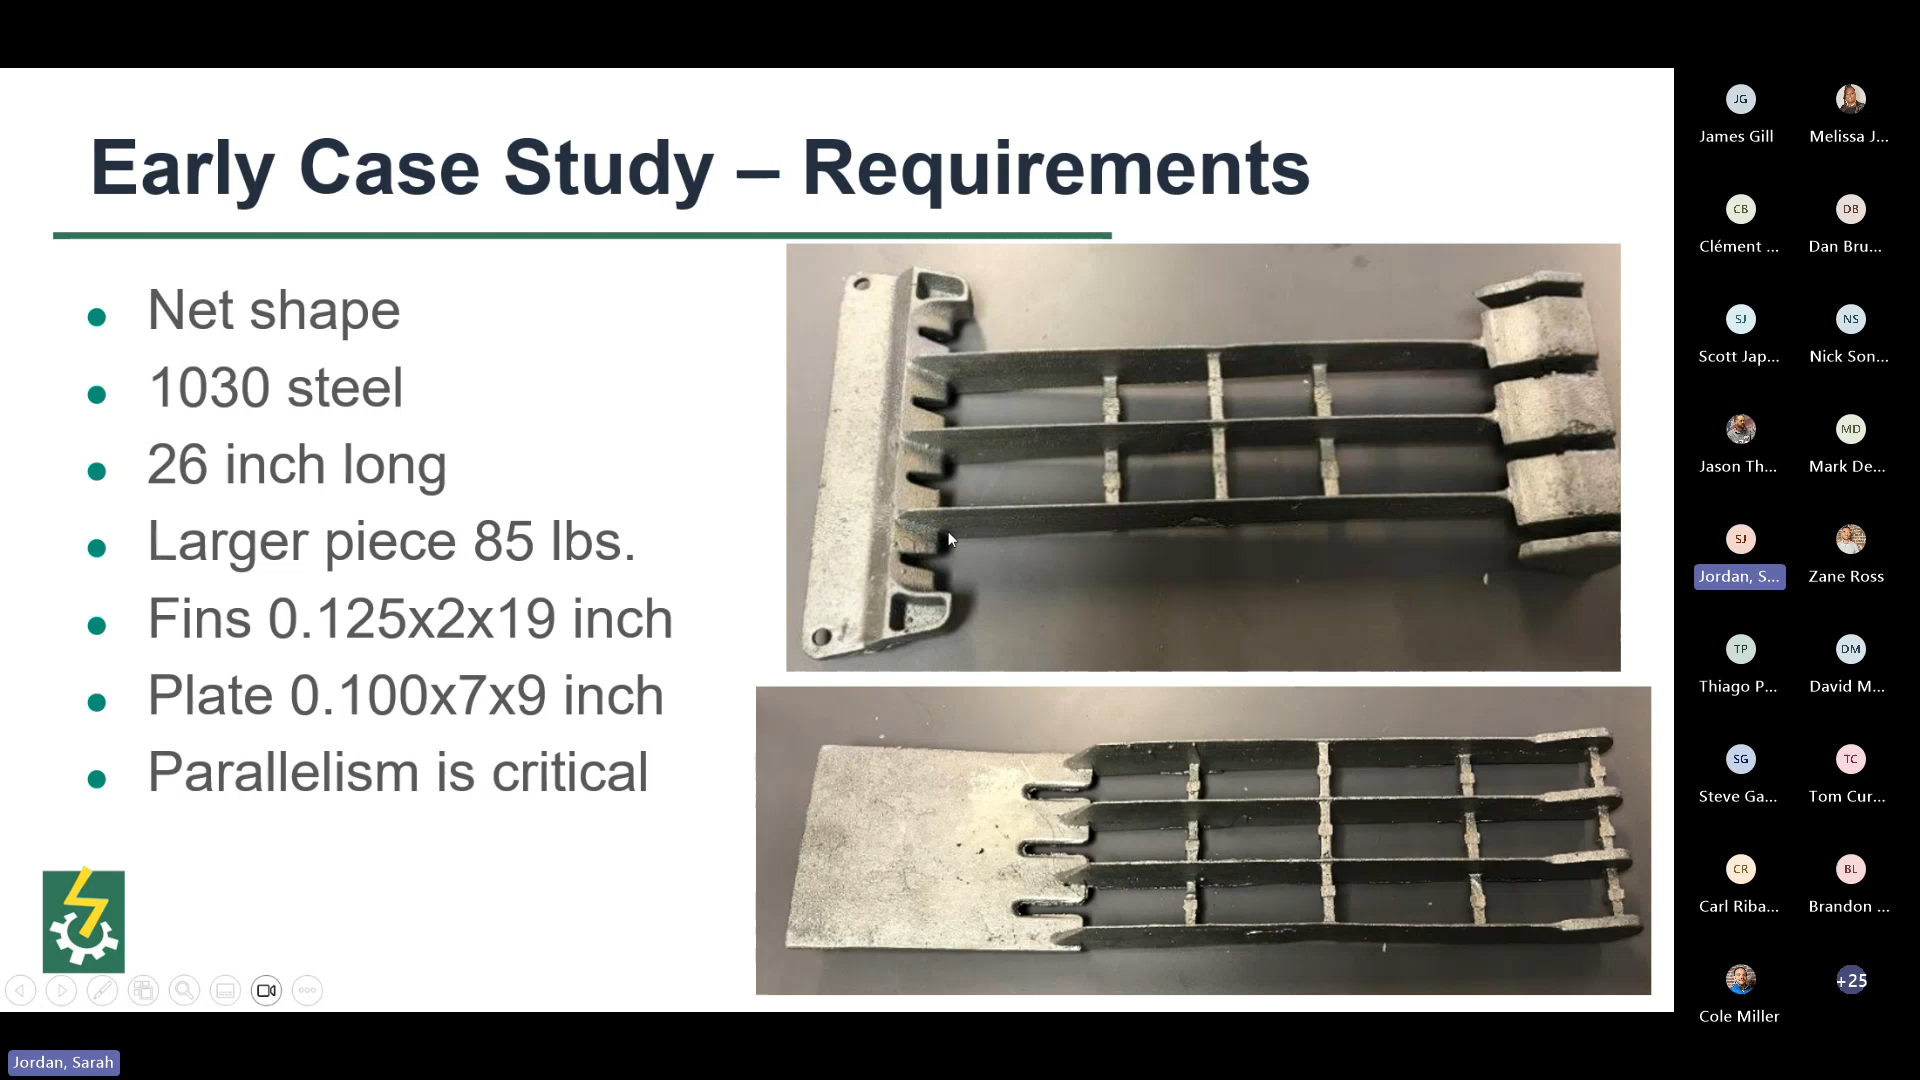 Early Case Study – Requirements
Net shape
1030 steel
26 inch long
Larger piece 85 lbs.
Fins 0.125x2x19 inch
Plate 0.100x7x9 inch
Parallelism is critical
JG
James Gill
Melissa J...
CB
Clément ...
DB
Dan Bru...
SJ
Scott Jap...
NS
Nick Son...
Jason Th...
MD
Mark De...
SJ
Jordan, S...
Zane Ross
TP
Thiago P...
DM
David M...
SG
Steve Ga...
TC
Tom Cur...
CR
Carl Riba...
BL
Brandon ...
Cole Miller
+25
Jordan, Sarah